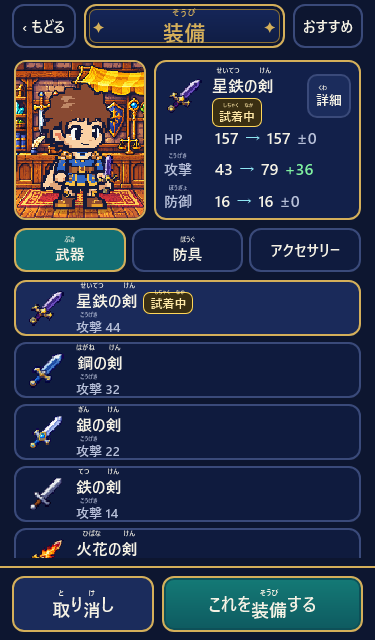 ‹ もどる
そうび
装備
おすすめ
せいてつ けん
星鉄の剣
しちゃく なか
試着中
くわ
詳細
HP 157 → 157 ±0
こうげき
攻撃 43 → 79 +36
ぼうぎょ
防御 16 → 16 ±0
ぶき
武器
ぼうぐ
防具
アクセサリー
せいてつ けん
星鉄の剣
しちゃく なか
試着中
こうげき
攻撃 44
はがね けん
鋼の剣
こうげき
攻撃 32
ぎん けん
銀の剣
こうげき
攻撃 22
てつ けん
鉄の剣
こうげき
攻撃 14
ひばな けん
火花の剣
と け
取り消し
そうび
これを装備する